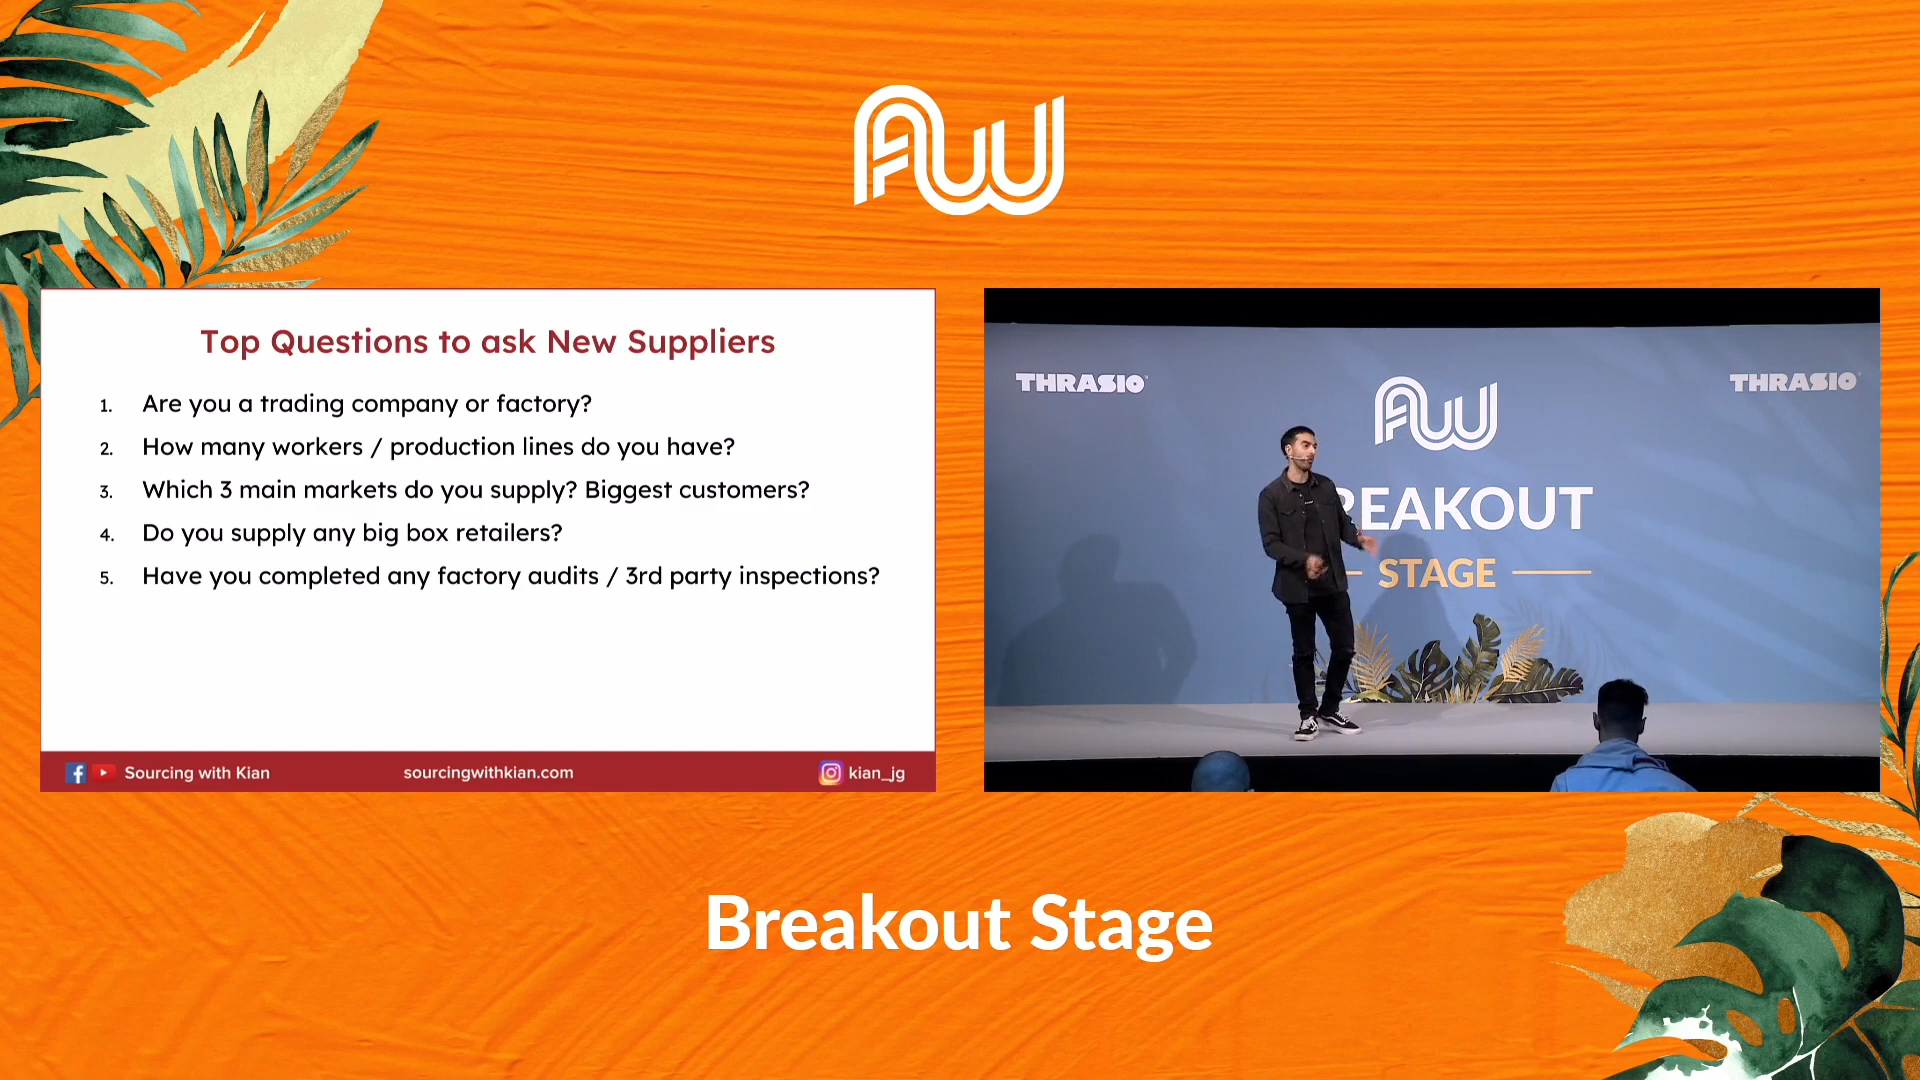 AW
Top Questions to ask New Suppliers
1. Are you a trading company or factory?
2. How many workers / production lines do you have?
3. Which 3 main markets do you supply? Biggest customers?
4. Do you supply any big box retailers?
5. Have you completed any factory audits / 3rd party inspections?
Sourcing with Kian
sourcingwithkian.com
kian_jg
THRASIO
THRASIO
AW
BREAKOUT
STAGE
Breakout Stage